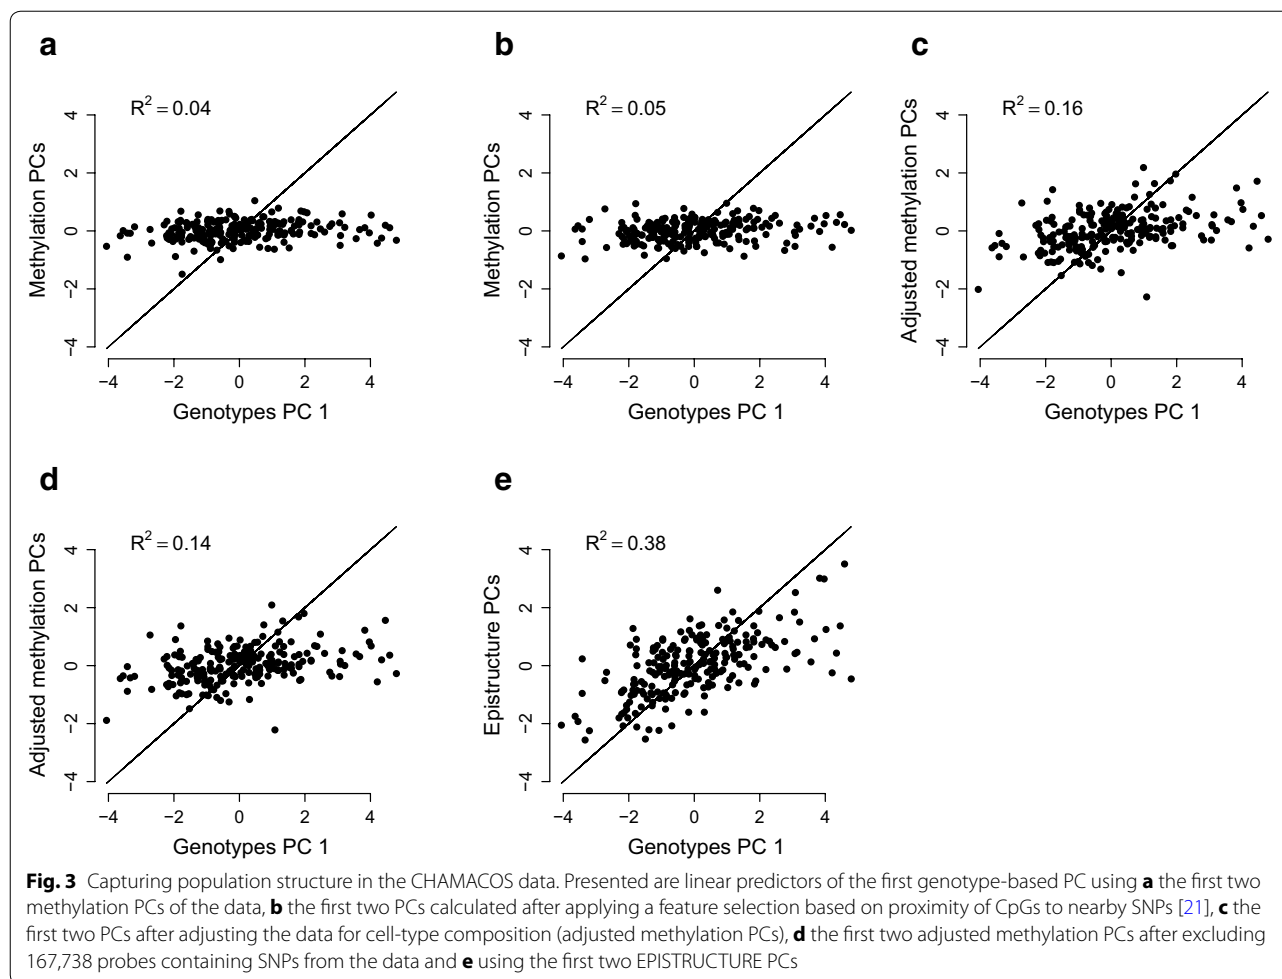 a
R² = 0.04
Methylation PCs
4
2
0
−2
−4
−4 −2 0 2 4
Genotypes PC 1
b
R² = 0.05
Methylation PCs
4
2
0
−2
−4
−4 −2 0 2 4
Genotypes PC 1
c
R² = 0.16
Adjusted methylation PCs
4
2
0
−2
−4
−4 −2 0 2 4
Genotypes PC 1
d
R² = 0.14
Adjusted methylation PCs
4
2
0
−2
−4
−4 −2 0 2 4
Genotypes PC 1
e
R² = 0.38
Epistructure PCs
4
2
0
−2
−4
−4 −2 0 2 4
Genotypes PC 1
Fig. 3 Capturing population structure in the CHAMACOS data. Presented are linear predictors of the first genotype-based PC using a the first two
methylation PCs of the data, b the first two PCs calculated after applying a feature selection based on proximity of CpGs to nearby SNPs [21], c the
first two PCs after adjusting the data for cell-type composition (adjusted methylation PCs), d the first two adjusted methylation PCs after excluding
167,738 probes containing SNPs from the data and e using the first two EPISTRUCTURE PCs